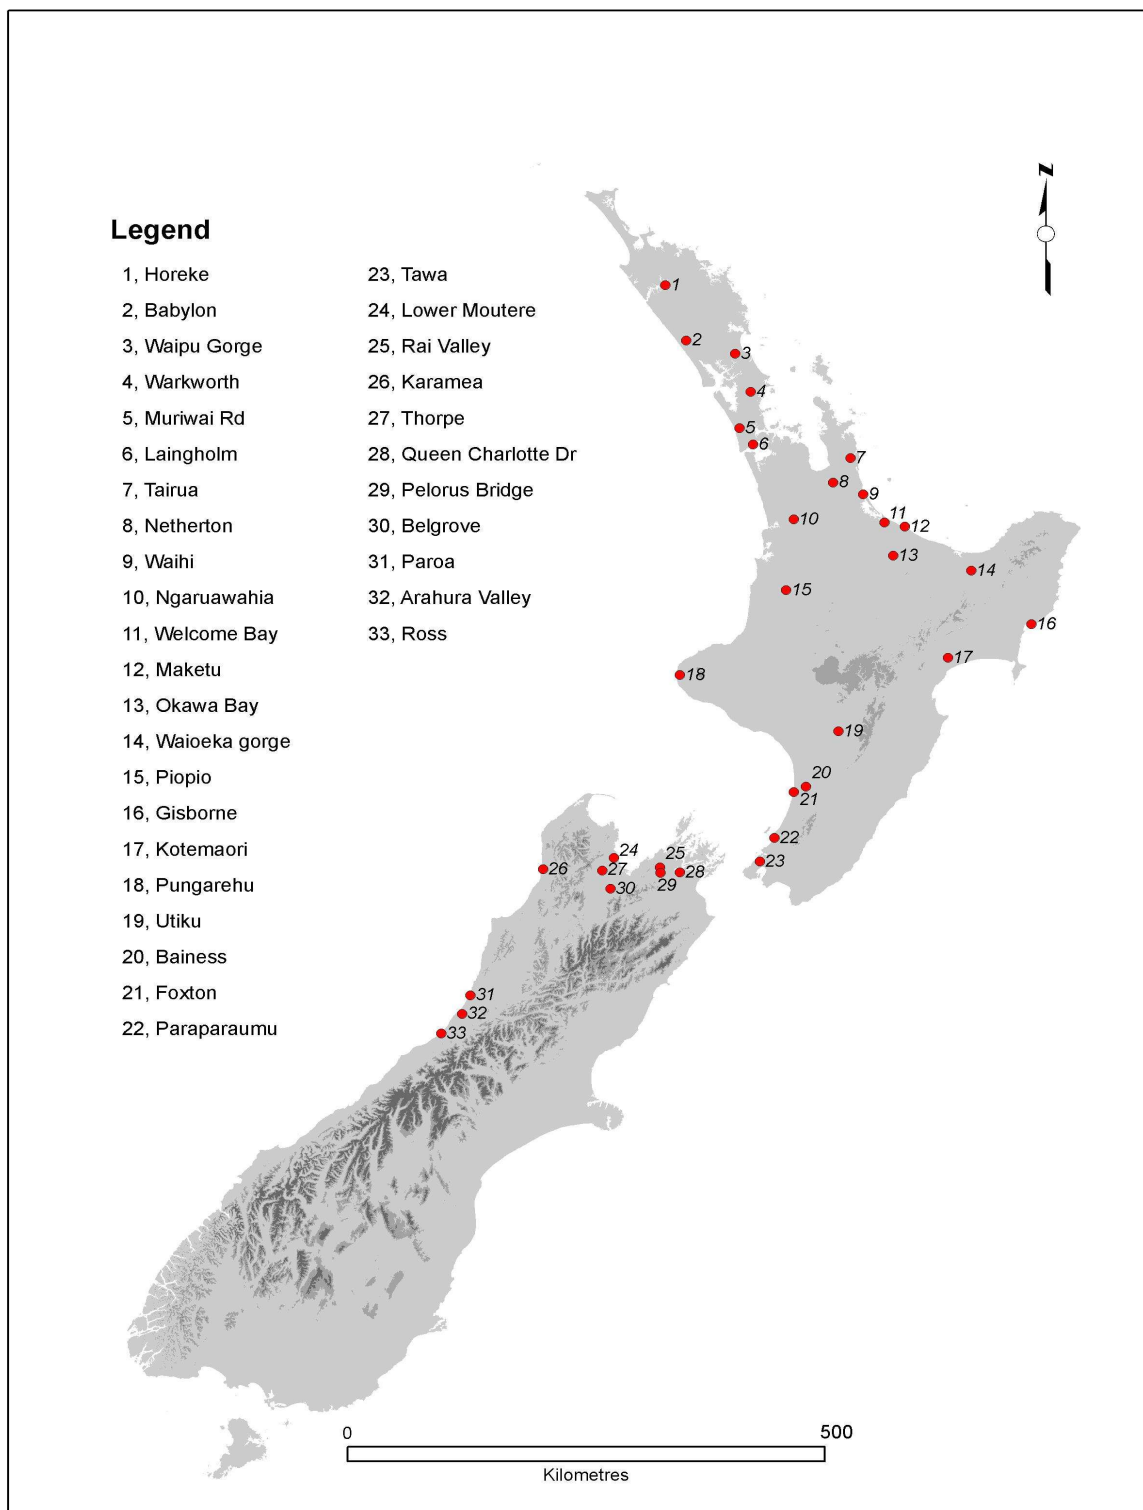 Legend
1, Horeke
2, Babylon
3, Waipu Gorge
4, Warkworth
5, Muriwai Rd
6, Laingholm
7, Tairua
8, Netherton
9, Waihi
10, Ngaruawahia
11, Welcome Bay
12, Maketu
13, Okawa Bay
14, Waioeka gorge
15, Piopio
16, Gisborne
17, Kotemaori
18, Pungarehu
19, Utiku
20, Bainess
21, Foxton
22, Paraparaumu
23, Tawa
24, Lower Moutere
25, Rai Valley
26, Karamea
27, Thorpe
28, Queen Charlotte Dr
29, Pelorus Bridge
30, Belgrove
31, Paroa
32, Arahura Valley
33, Ross
N
1
2
3
4
5
6
7
8
9
10
11
12
13
14
15
16
17
18
19
20
21
22
23
24
25
26
27
28
29
30
31
32
33
0 500
Kilometres